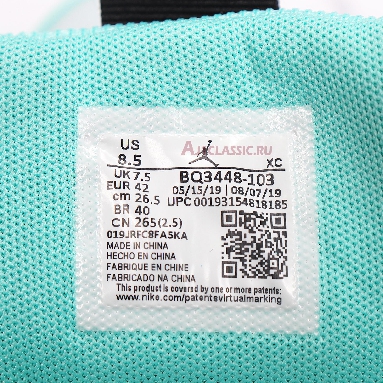 AJCLASSIC.RU
US
8.5
XC
UK 7.5
BQ3448-103
EUR 42
05/15/19 | 08/07/19
cm 26.5
UPC 00193154818185
BR 40
CN 265(2.5)
019JRFC8FA5KA
MADE IN CHINA
HECHO EN CHINA
FABRIQUE EN CHINE
FABRICADO NA CHINA
This product is covered by one or more patents. See
www.nike.com/patentsvirtualmarking